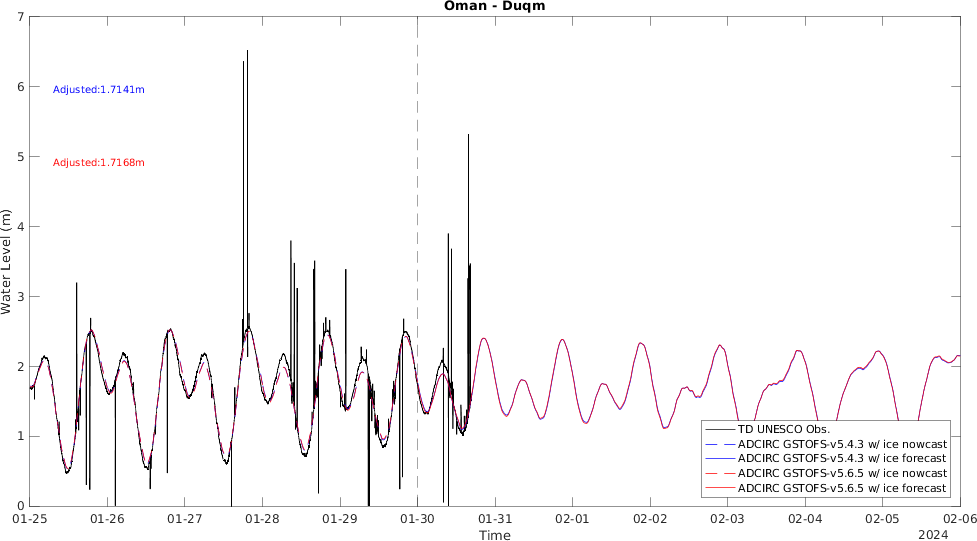 Oman - Duqm
7
6
5
4
3
2
1
0
Water Level (m)
Adjusted:1.7141m
Adjusted:1.7168m
TD UNESCO Obs.
ADCIRC GSTOFS-v5.4.3 w/ ice nowcast
ADCIRC GSTOFS-v5.4.3 w/ ice forecast
ADCIRC GSTOFS-v5.6.5 w/ ice nowcast
ADCIRC GSTOFS-v5.6.5 w/ ice forecast
01-25 01-26 01-27 01-28 01-29 01-30 01-31 02-01 02-02 02-03 02-04 02-05 02-06
Time
2024